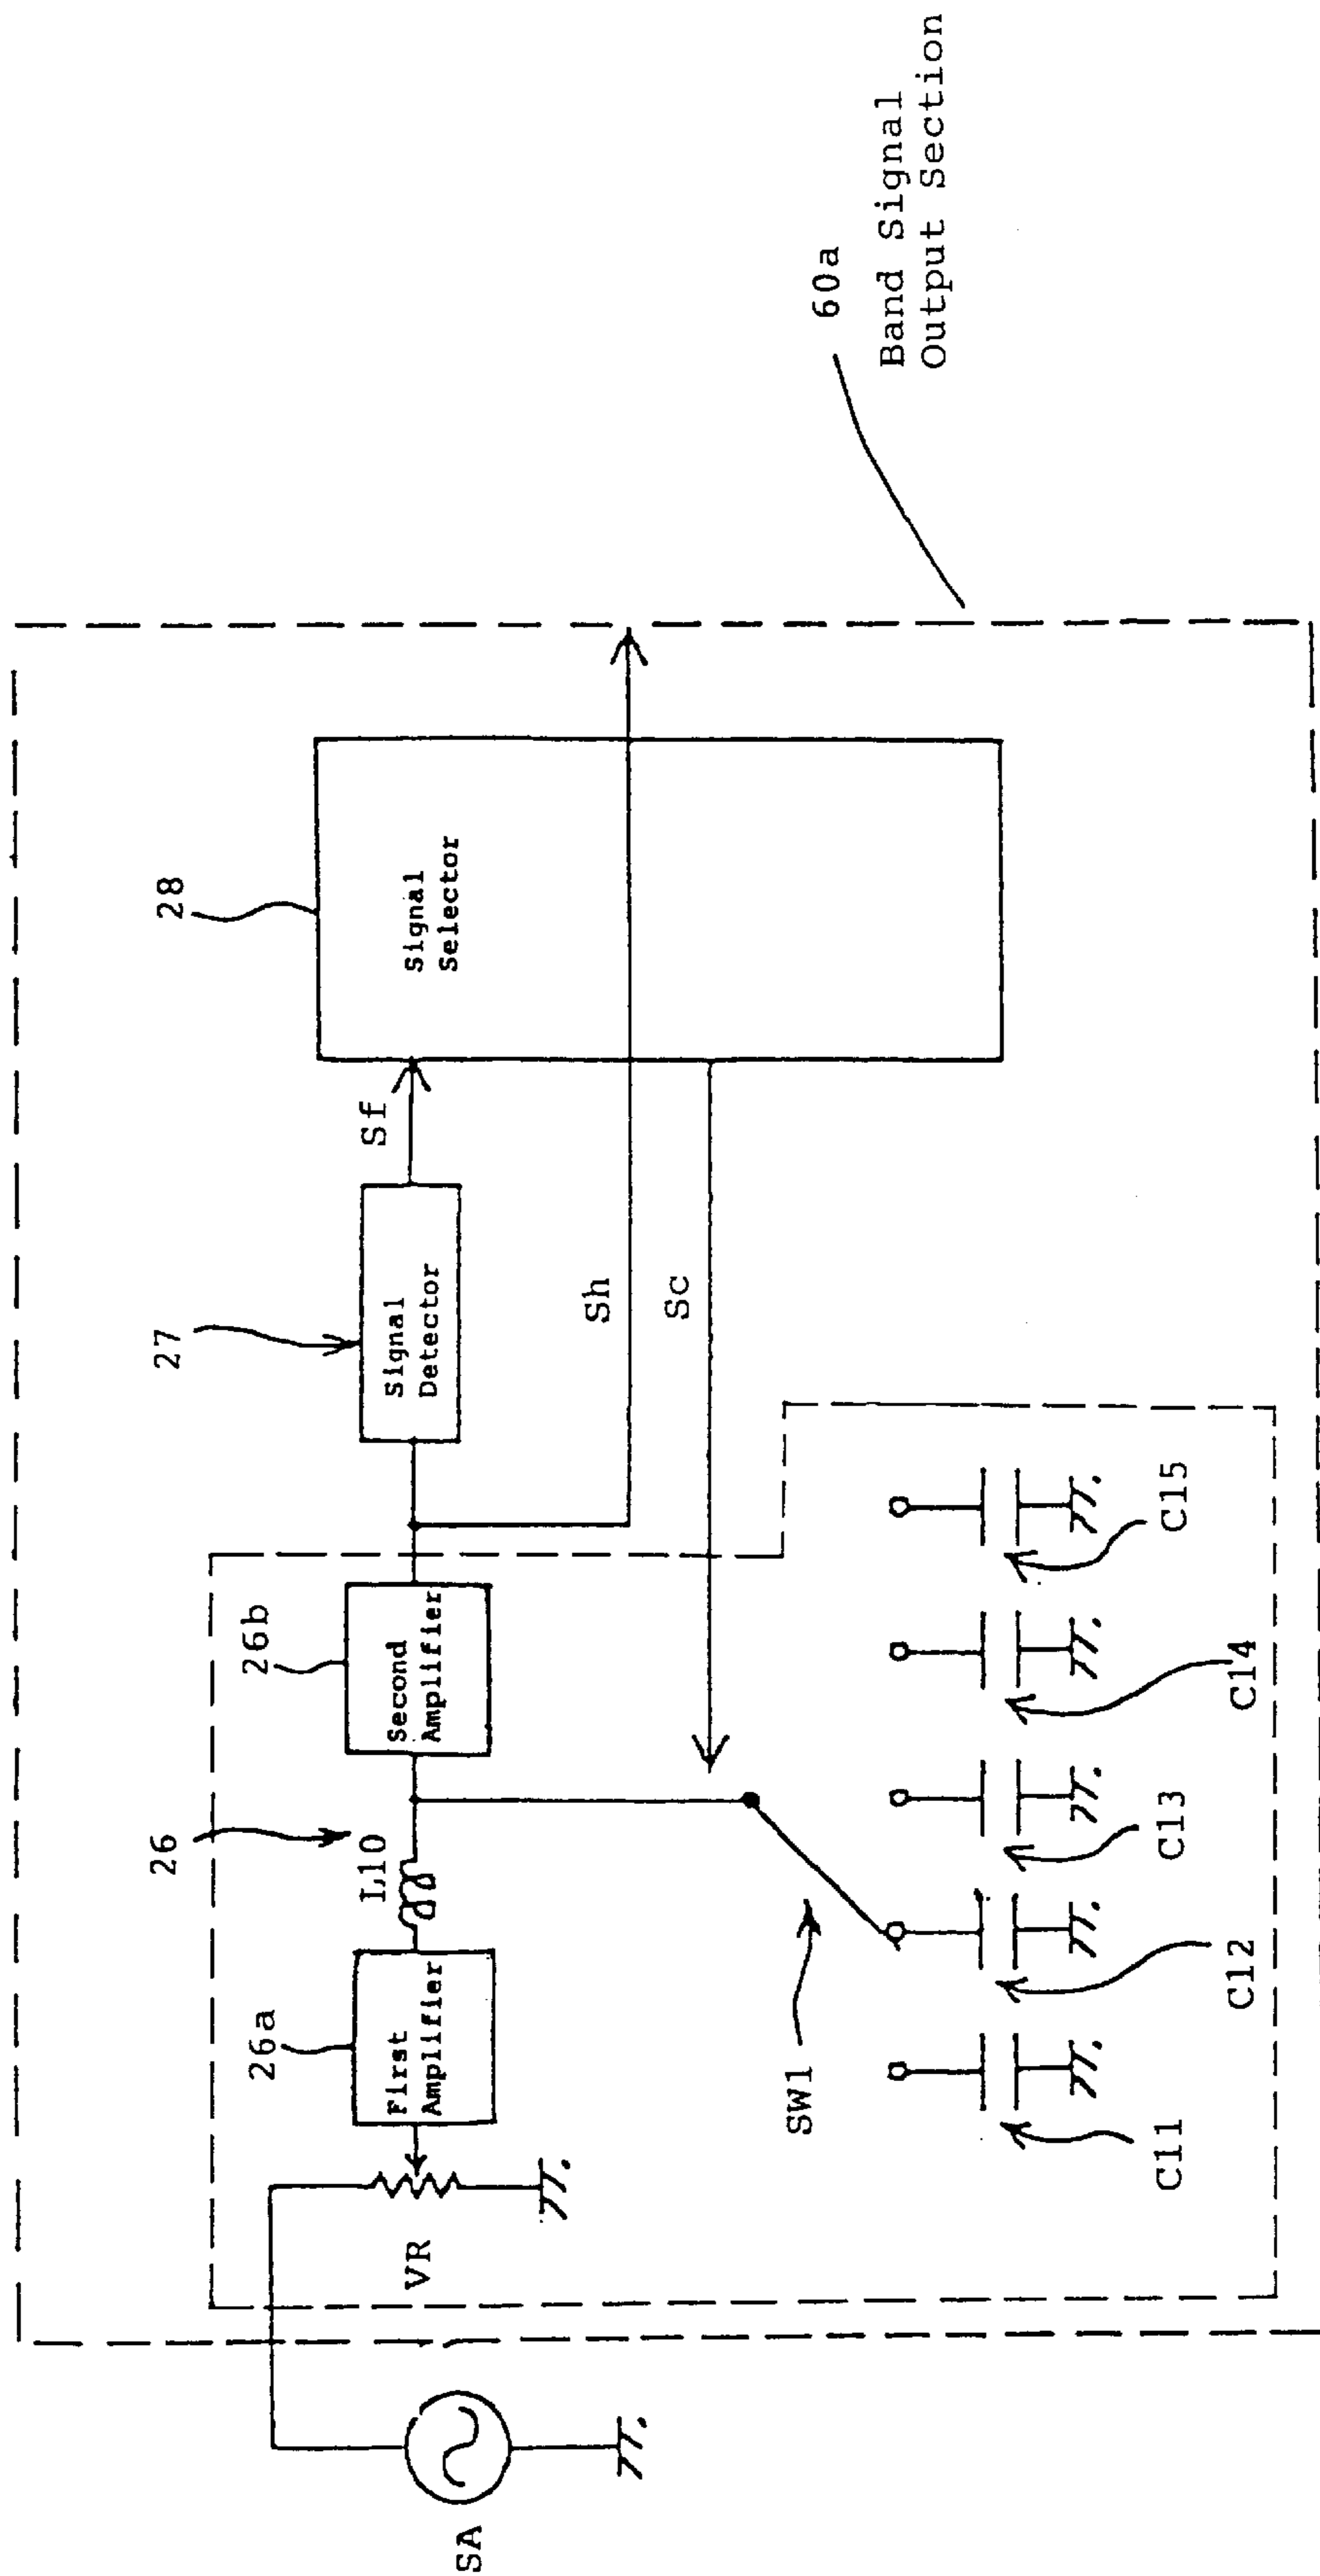 SA
VR
26a
First
Amplifier
L10
26
26b
Second
Amplifier
27
Signal
Detector
Sf
28
Signal
Selector
Sh
Sc
SW1
C11
C12
C13
C14
C15
60a
Band Signal
Output Section